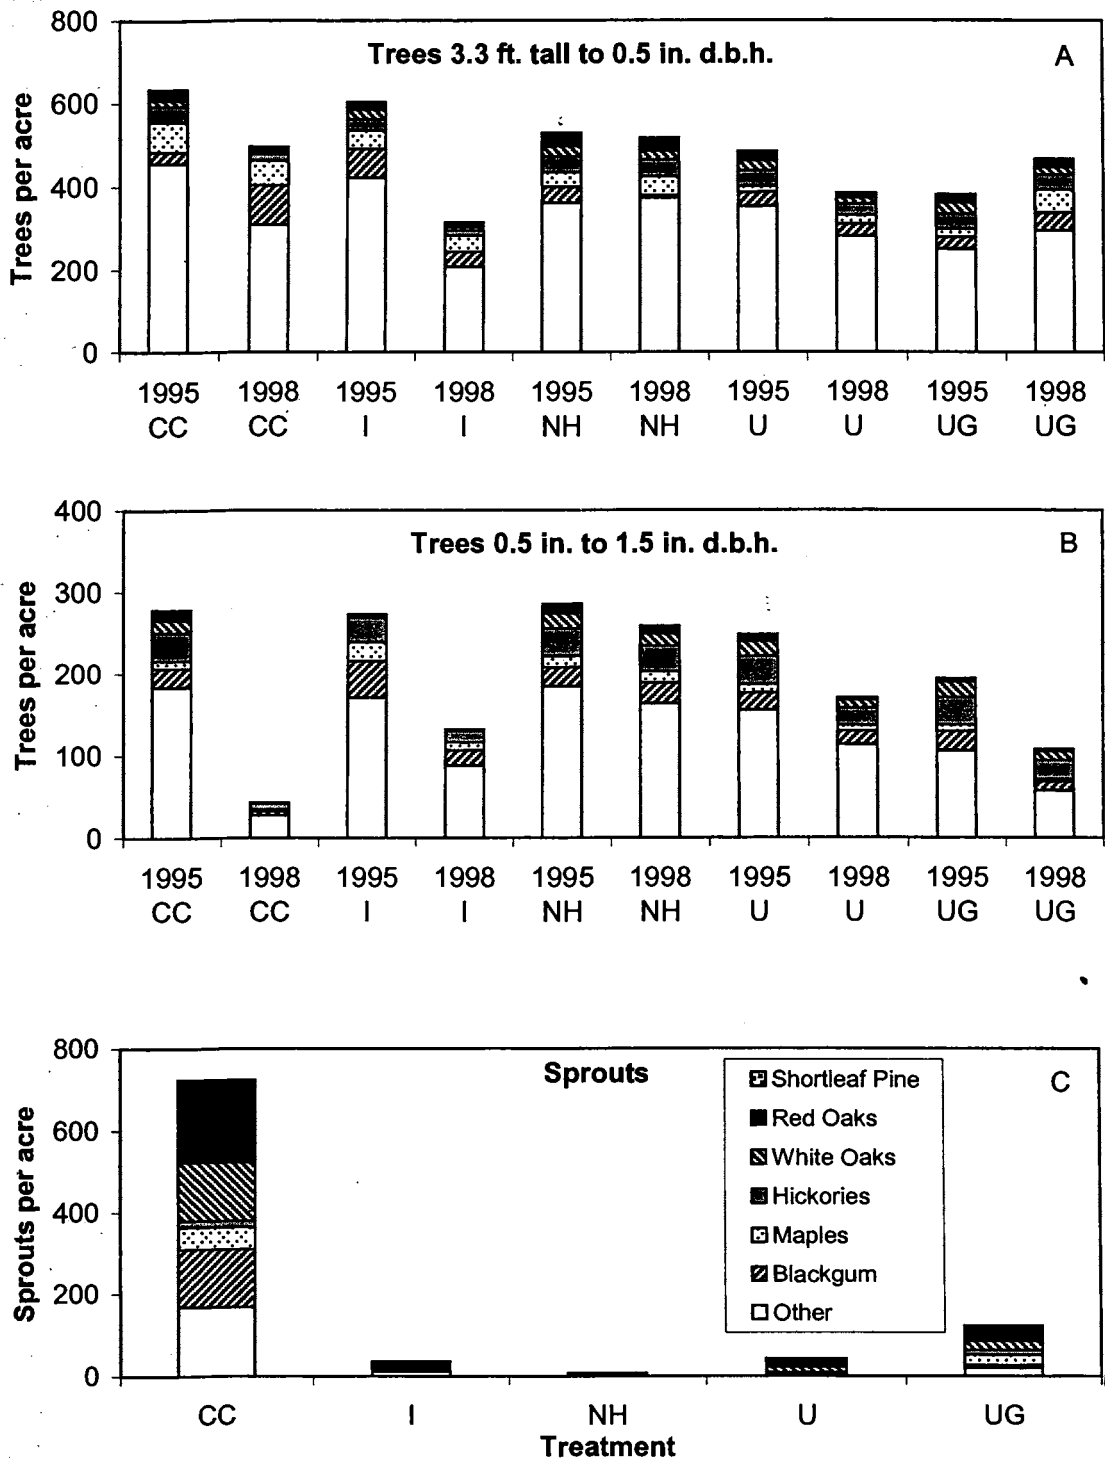 800
Trees 3.3 ft. tall to 0.5 in. d.b.h.
A
600
400
200
0
Trees per acre
1995 1998 1995 1998 1995 1998 1995 1998 1995 1998
CC CC I I NH NH U U UG UG
400
Trees 0.5 in. to 1.5 in. d.b.h.
B
300
200
100
0
Trees per acre
1995 1998 1995 1998 1995 1998 1995 1998 1995 1998
CC CC I I NH NH U U UG UG
800
Sprouts
C
600
400
200
0
Sprouts per acre
Shortleaf Pine
Red Oaks
White Oaks
Hickories
Maples
Blackgum
Other
CC I NH U UG
Treatment